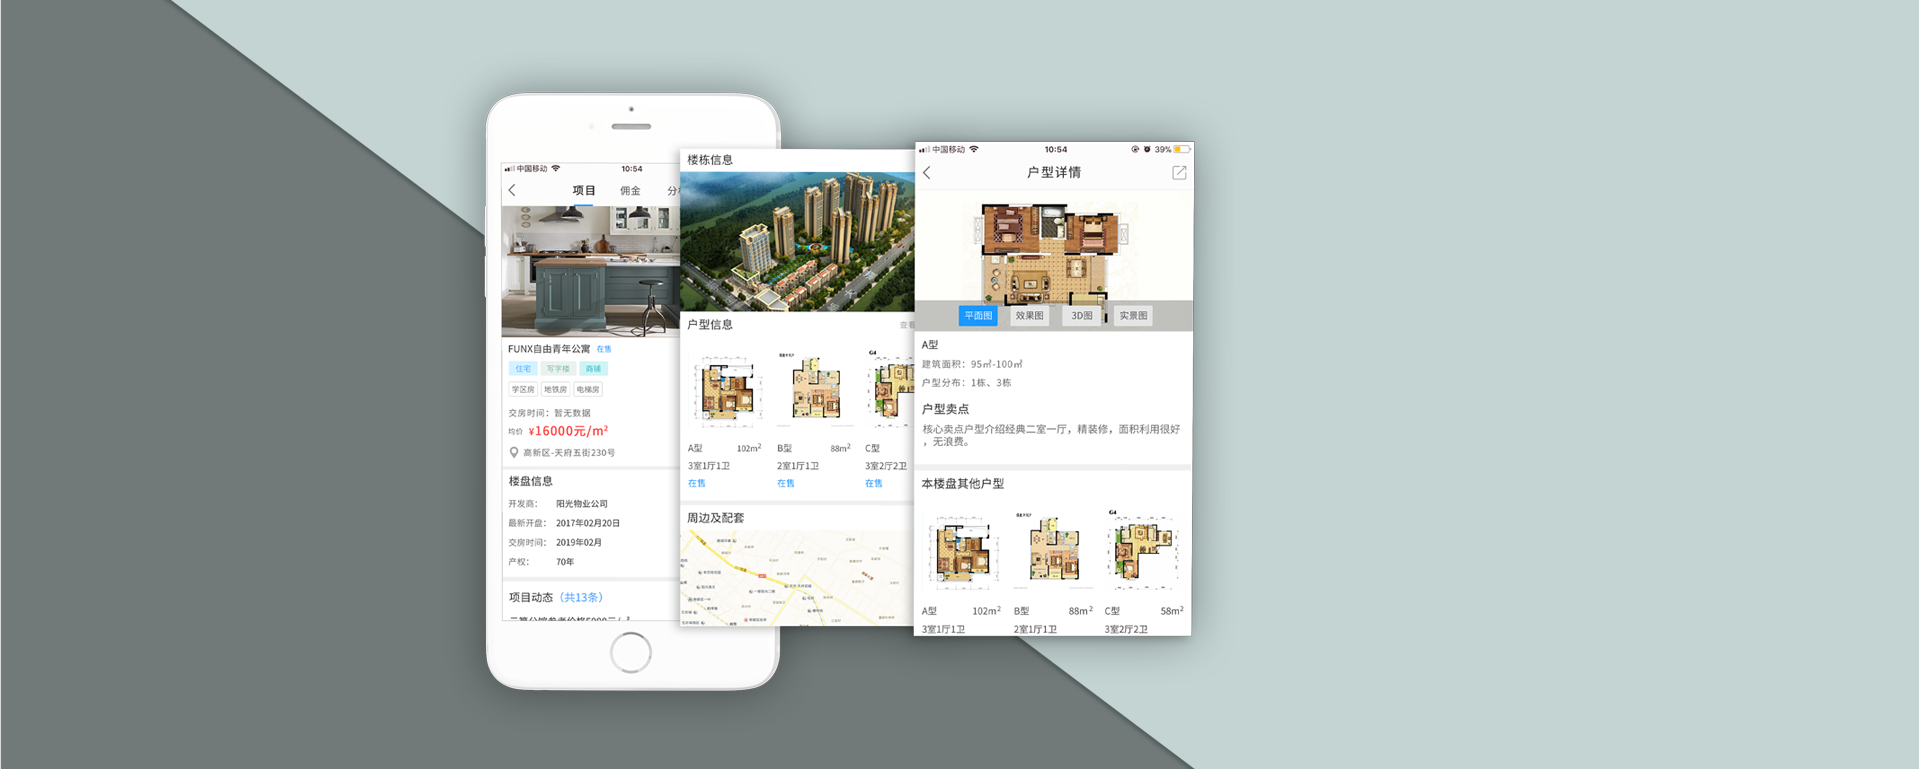 中国移动
10:54
项目 佣金
FUNX自由青年公寓 在售
住宅 写字楼 商铺
学区房 地铁房 电梯房
交房时间：暂无数据
均价 ¥16000元/m²
高新区-天府五街230号
楼盘信息
开发商： 阳光物业公司
最新开盘： 2017年02月20日
交房时间： 2019年02月
产权： 70年
项目动态（共13条）
楼栋信息
户型信息 查看
G4
A型 102m² B型 88m² C型
3室1厅1卫 2室1厅1卫 3室2厅2卫
在售 在售 在售
周边及配套
中国移动 10:54 39%
户型详情
平面图 效果图 3D图 实景图
A型
建筑面积：95㎡-100㎡
户型分布：1栋、3栋
户型卖点
核心卖点户型介绍经典二室一厅，精装修，面积利用很好
，无浪费。
本楼盘其他户型
G4
A型 102m² B型 88m² C型 58m²
3室1厅1卫 2室1厅1卫 3室2厅2卫